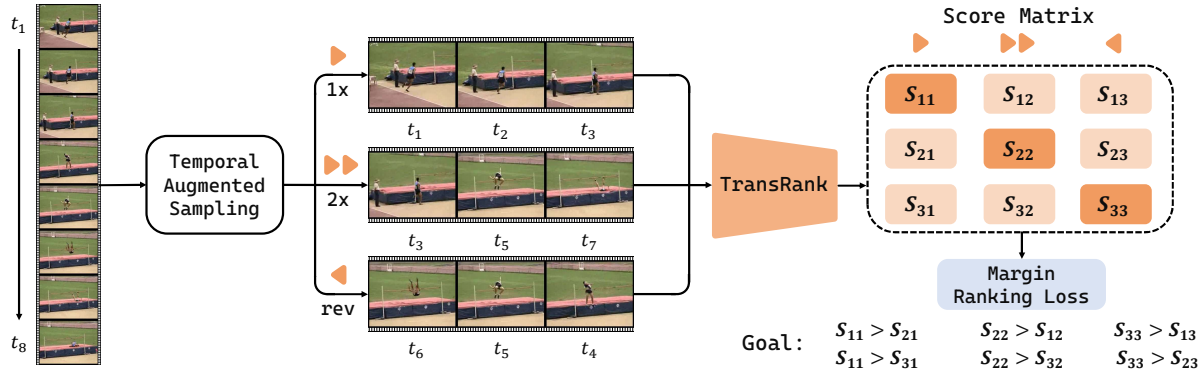 t1
t8
Temporal
Augmented
Sampling
1x
t1 t2 t3
2x
t3 t5 t7
rev
t6 t5 t4
TransRank
Score Matrix
S11 S12 S13
S21 S22 S23
S31 S32 S33
Margin
Ranking Loss
Goal:
S11 > S21 S22 > S12 S33 > S13
S11 > S31 S22 > S32 S33 > S23